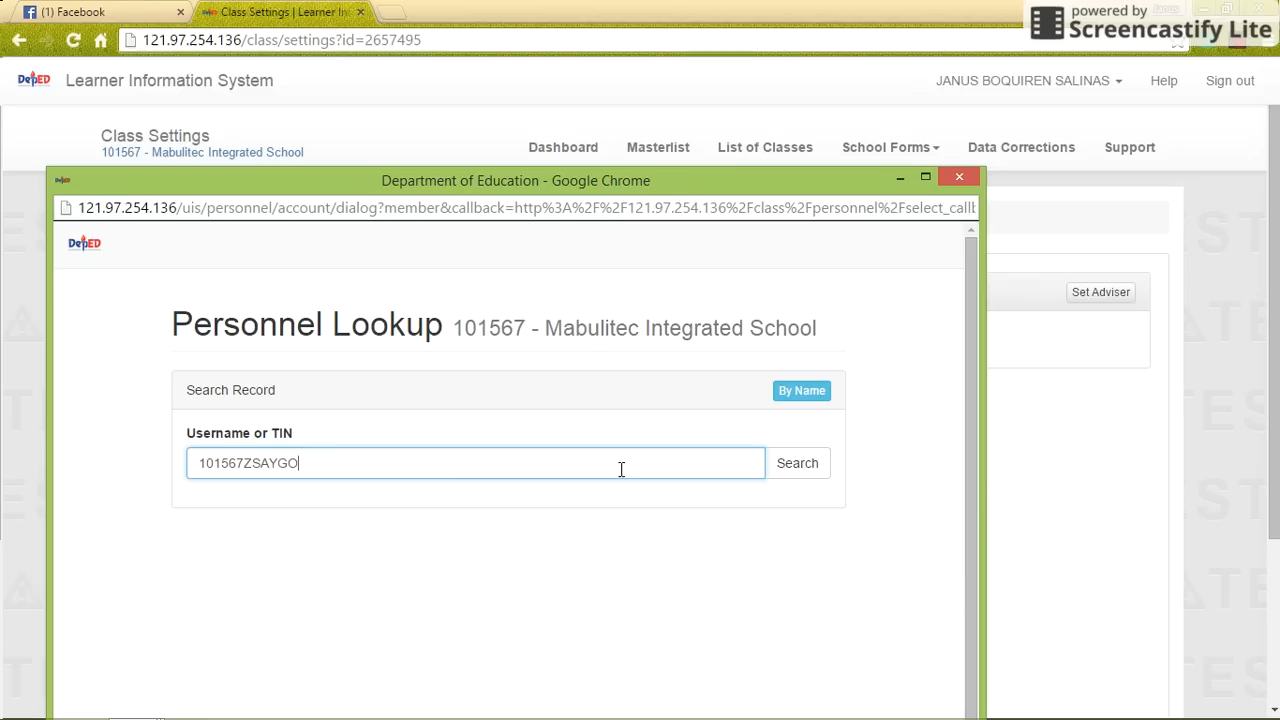 (1) Facebook
Class Settings | Learner In
powered by
Screencastify Lite
121.97.254.136/class/settings?id=2657495
DepED
Learner Information System
JANUS BOQUIREN SALINAS
Help
Sign out
Class Settings
101567 - Mabulitec Integrated School
Dashboard
Masterlist
List of Classes
School Forms
Data Corrections
Support
Department of Education - Google Chrome
121.97.254.136/uis/personnel/account/dialog?member&callback=http%3A%2F%2F121.97.254.136%2Fclass%2Fpersonnel%2Fselect_callb
DepED
Set Adviser
Personnel Lookup 101567 - Mabulitec Integrated School
Search Record
By Name
Username or TIN
101567ZSAYGO
Search